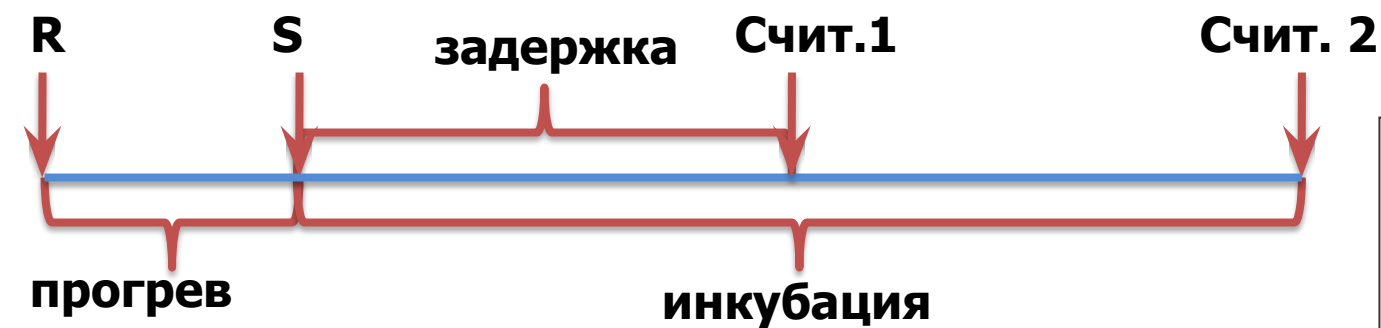 R
S
задержка
Счит.1
Счит. 2
прогрев
инкубация